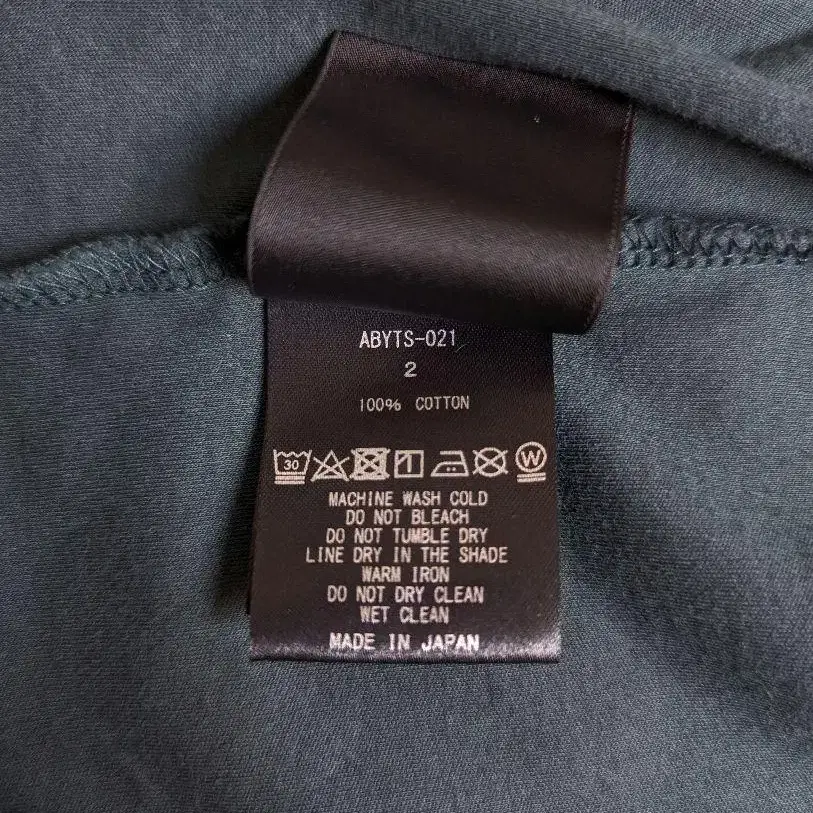 ABYTS-021
2
100% COTTON
30 W
MACHINE WASH COLD
DO NOT BLEACH
DO NOT TUMBLE DRY
LINE DRY IN THE SHADE
WARM IRON
DO NOT DRY CLEAN
WET CLEAN
MADE IN JAPAN